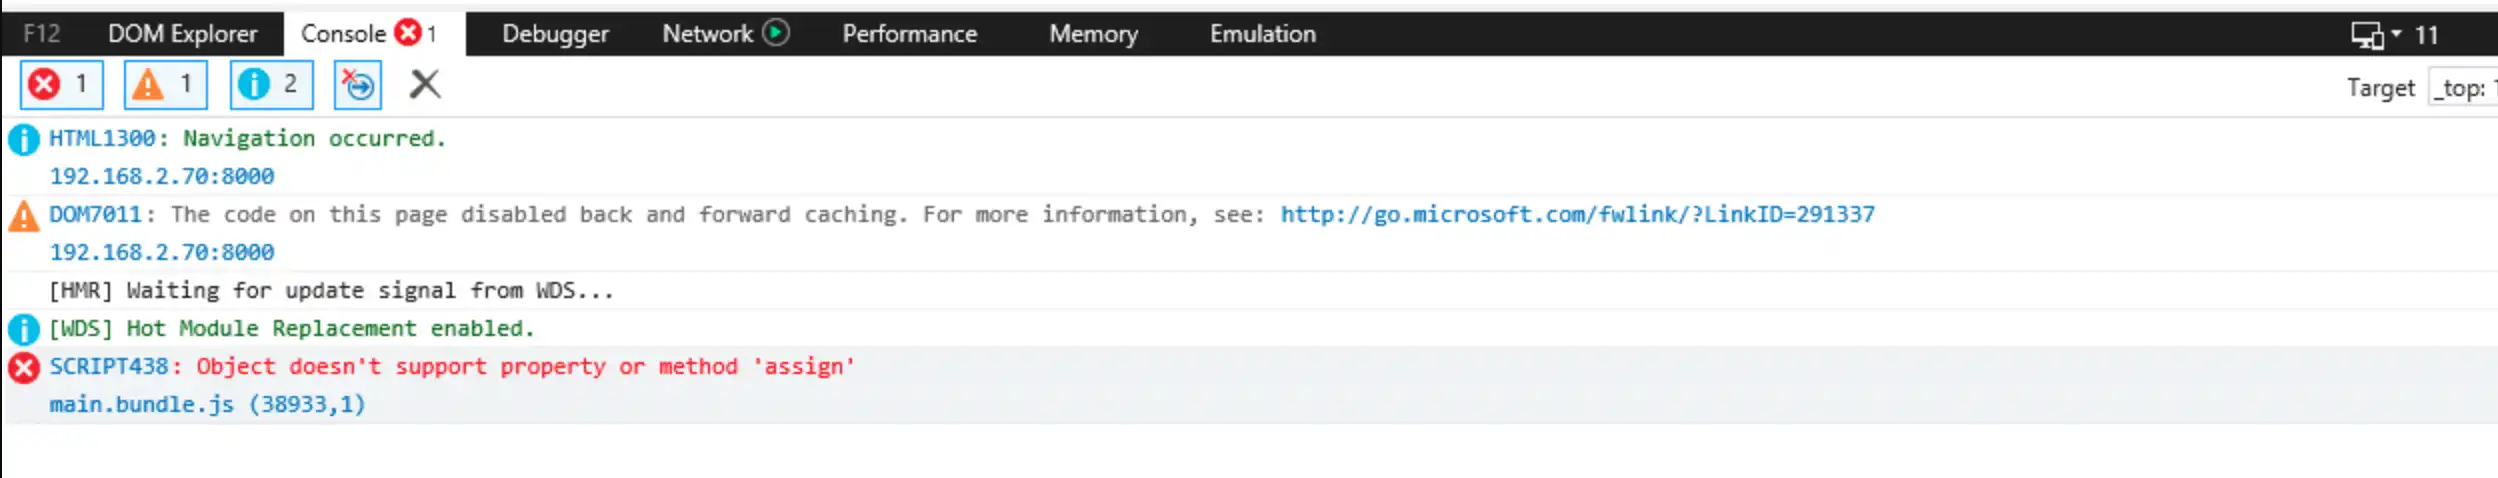 F12 DOM Explorer Console 1 Debugger Network Performance Memory Emulation 11
1 1 2 Target _top:
HTML1300: Navigation occurred.
192.168.2.70:8000
DOM7011: The code on this page disabled back and forward caching. For more information, see: http://go.microsoft.com/fwlink/?LinkID=291337
192.168.2.70:8000
[HMR] Waiting for update signal from WDS...
[WDS] Hot Module Replacement enabled.
SCRIPT438: Object doesn't support property or method 'assign'
main.bundle.js (38933,1)